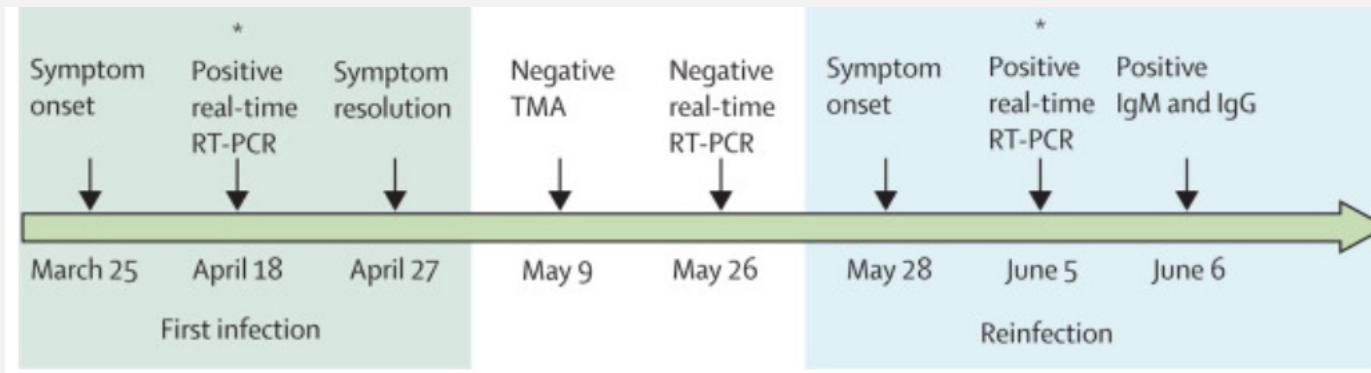 *
Symptom
onset
Positive
real-time
RT-PCR
Symptom
resolution
Negative
TMA
Negative
real-time
RT-PCR
Symptom
onset
*
Positive
real-time
RT-PCR
Positive
IgM and IgG
March 25
April 18
April 27
May 9
May 26
May 28
June 5
June 6
First infection
Reinfection